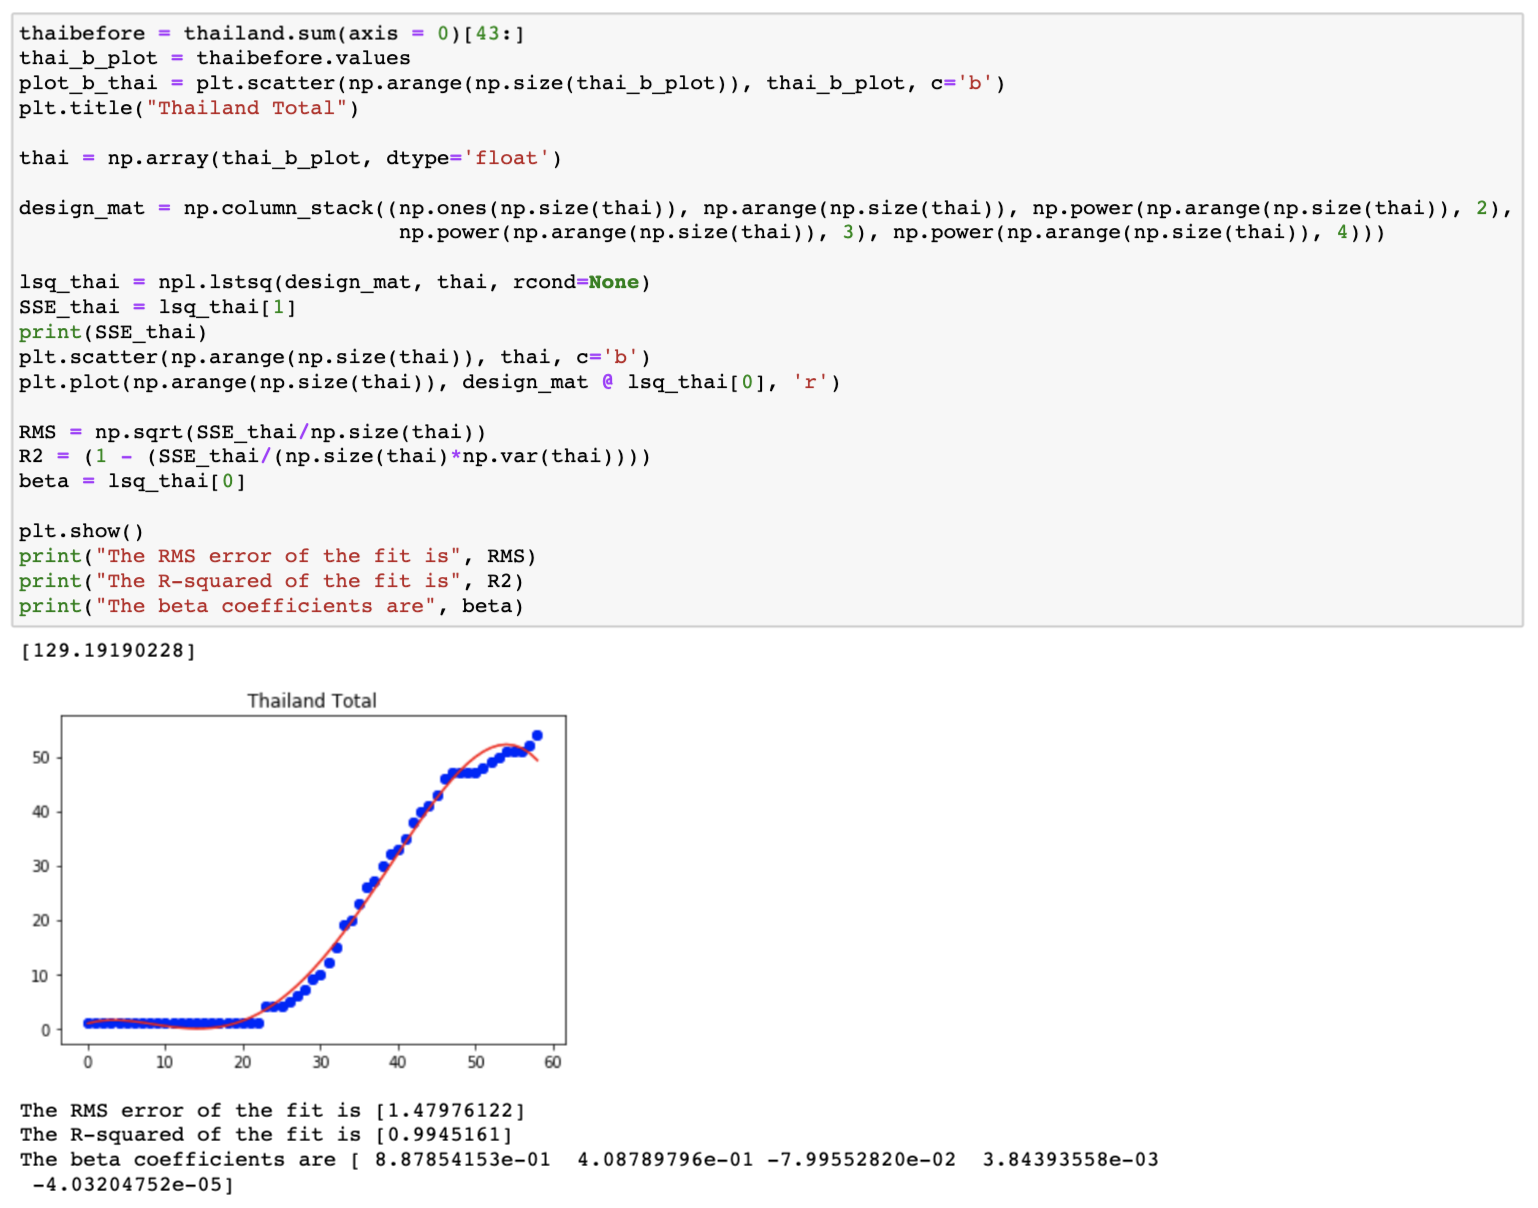 thaibefore = thailand.sum(axis = 0)[43:]
thai_b_plot = thaibefore.values
plot_b_thai = plt.scatter(np.arange(np.size(thai_b_plot)), thai_b_plot, c='b')
plt.title("Thailand Total")
thai = np.array(thai_b_plot, dtype='float')
design_mat = np.column_stack((np.ones(np.size(thai)), np.arange(np.size(thai)), np.power(np.arange(np.size(thai)), 2),
np.power(np.arange(np.size(thai)), 3), np.power(np.arange(np.size(thai)), 4)))
lsq_thai = npl.lstsq(design_mat, thai, rcond=None)
SSE_thai = lsq_thai[1]
print(SSE_thai)
plt.scatter(np.arange(np.size(thai)), thai, c='b')
plt.plot(np.arange(np.size(thai)), design_mat @ lsq_thai[0], 'r')
RMS = np.sqrt(SSE_thai/np.size(thai))
R2 = (1 - (SSE_thai/(np.size(thai)*np.var(thai))))
beta = lsq_thai[0]
plt.show()
print("The RMS error of the fit is", RMS)
print("The R-squared of the fit is", R2)
print("The beta coefficients are", beta)
[129.19190228]
Thailand Total
50
40
30
20
10
0
0 10 20 30 40 50 60
The RMS error of the fit is [1.47976122]
The R-squared of the fit is [0.9945161]
The beta coefficients are [ 8.87854153e-01 4.08789796e-01 -7.99552820e-02 3.84393558e-03
-4.03204752e-05]